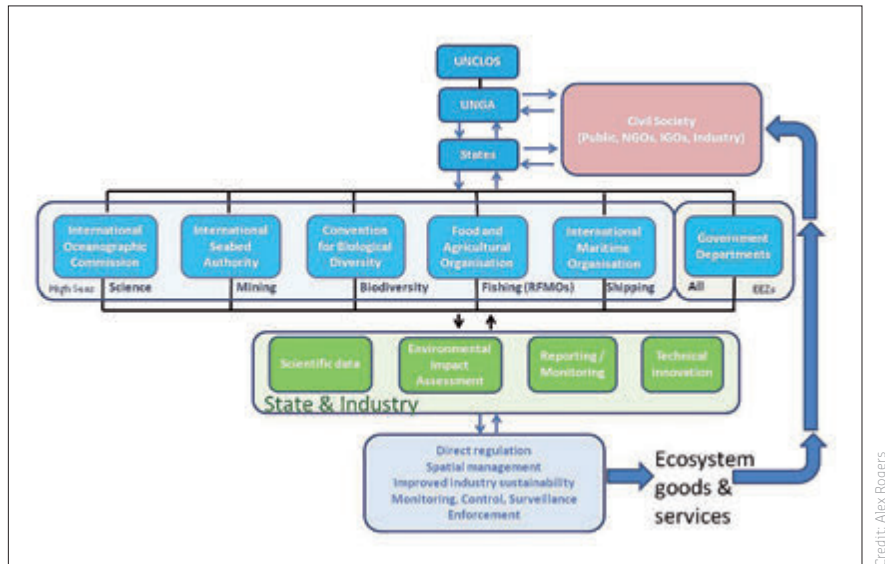 UNCLOS
UNGA
States
Civil Society
(Public, NGOs, IGOs, Industry)
International
Oceanographic
Commission
International
Seabed
Authority
Convention
for Biological
Diversity
Food and
Agricultural
Organisation
International
Maritime
Organisation
Government
Departments
High Seas
Science
Mining
Biodiversity
Fishing (RFMOs)
Shipping
All
EEZs
Scientific data
Environmental
Impact
Assessment
Reporting /
Monitoring
Technical
innovation
State & Industry
Direct regulation
Spatial management
Improved industry sustainability
Monitoring, Control, Surveillance
Enforcement
Ecosystem
goods &
services
Credit: Alex Rogers